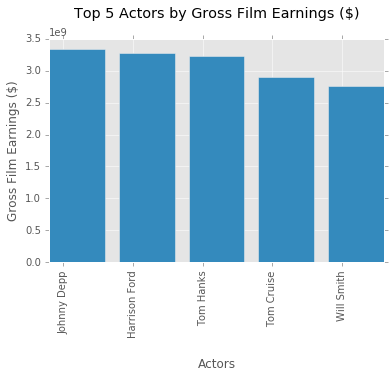 Top 5 Actors by Gross Film Earnings ($)
1e9
3.5
3.0
2.5
2.0
1.5
1.0
0.5
0.0
Gross Film Earnings ($)
Johnny Depp
Harrison Ford
Tom Hanks
Tom Cruise
Will Smith
Actors